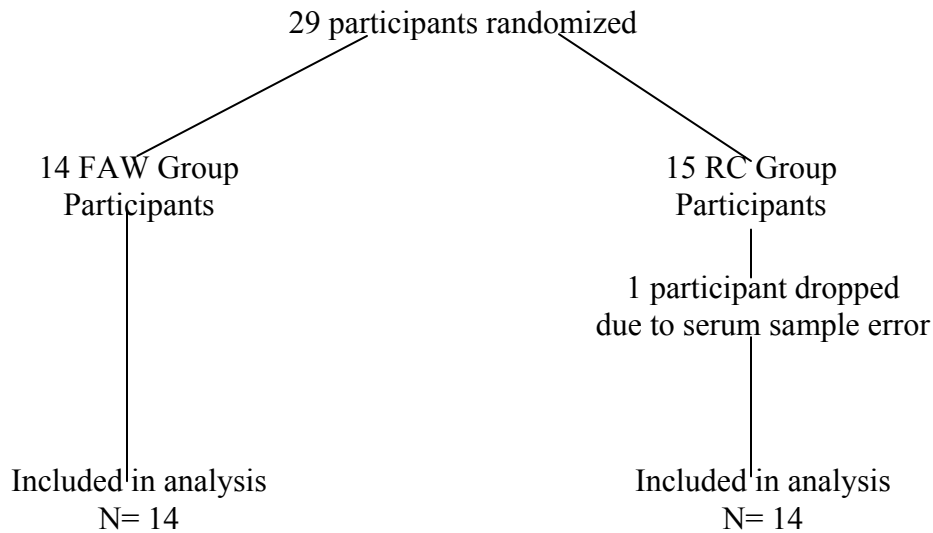 29 participants randomized
14 FAW Group
Participants
15 RC Group
Participants
1 participant dropped
due to serum sample error
Included in analysis
N= 14
Included in analysis
N= 14